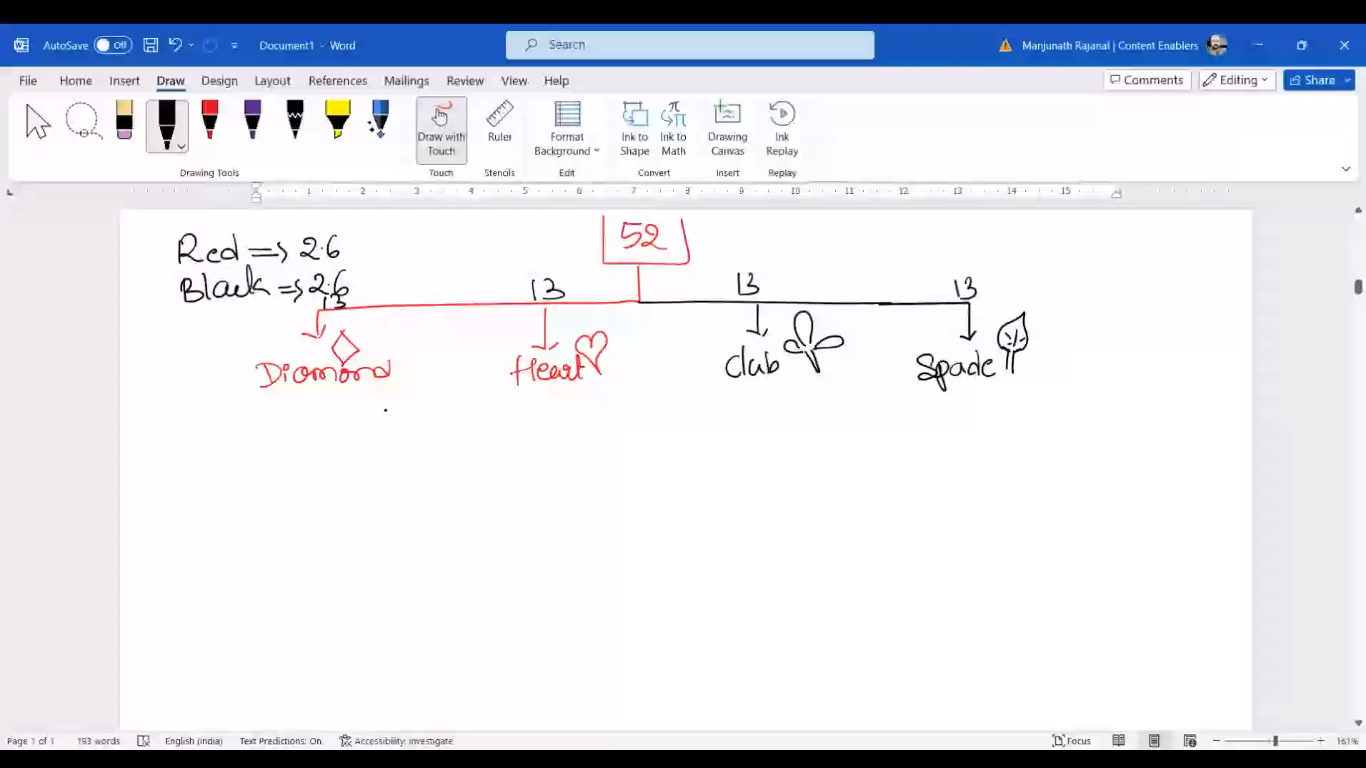 AutoSave Off Document1 - Word Search Manjunath Rajanal | Content Enablers
File Home Insert Draw Design Layout References Mailings Review View Help Comments Editing Share
Draw with Touch Ruler Format Background Ink to Shape Ink to Math Drawing Canvas Ink Replay
Drawing Tools Touch Stencils Edit Convert Insert Replay
1 2 3 4 5 6 7 8 9 10 11 12 13 14 15
52
Red => 26
Black => 26
13 13 13 13
Diamond Heart Club Spade
Page 1 of 1 193 words English (India) Text Predictions: On Accessibility: Investigate Focus 161%